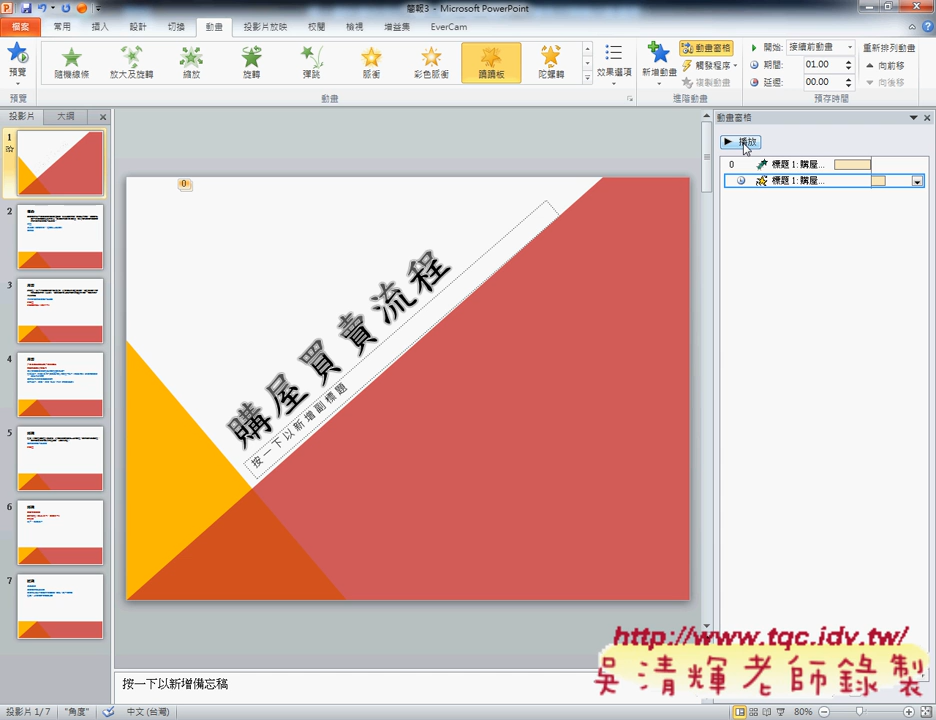 簡報3 - Microsoft PowerPoint
檔案 常用 插入 設計 切換 動畫 投影片放映 校閱 檢視 增益集 EverCam
預覽 隨機線條 放大及旋轉 縮放 旋轉 彈跳 脈衝 彩色脈衝 蹺蹺板 陀螺轉 效果選項 新增動畫
動畫窗格 觸發程序 複製動畫
開始: 接續前動畫
期間: 01.00
延遲: 00.00
重新排列動畫
向前移
向後移
預覽 動畫 進階動畫 預存時間
投影片 大綱
動畫窗格
播放
0 標題 1: 購屋...
標題 1: 購屋...
1
2
3
4
5
6
7
0
購屋買賣流程
按一下以新增副標題
http://www.tqc.idv.tw/
吳清輝老師錄製
按一下以新增備忘稿
投影片 1/7 "角度" 中文 (台灣) 80%